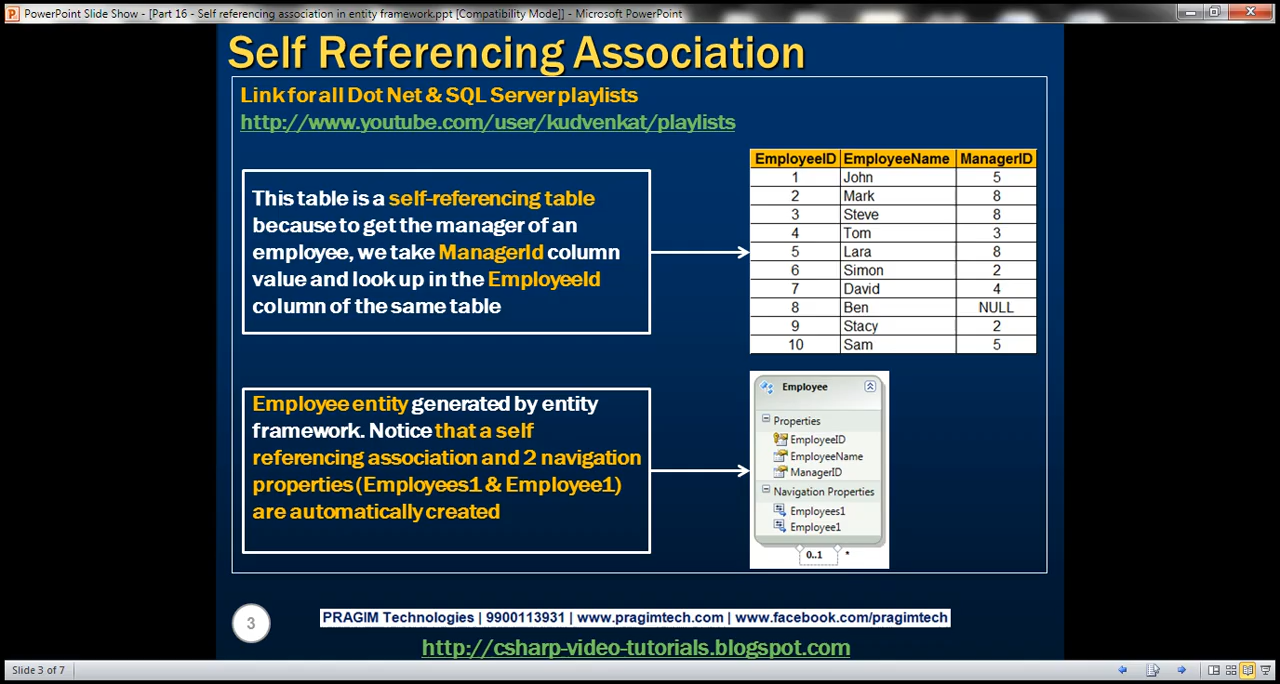 PowerPoint Slide Show - [Part 16 - Self referencing association in entity framework.ppt [Compatibility Mode]] - Microsoft PowerPoint
Self Referencing Association
Link for all Dot Net & SQL Server playlists
http://www.youtube.com/user/kudvenkat/playlists
This table is a self-referencing table
because to get the manager of an
employee, we take ManagerId column
value and look up in the EmployeeId
column of the same table
EmployeeID EmployeeName ManagerID
1 John 5
2 Mark 8
3 Steve 8
4 Tom 3
5 Lara 8
6 Simon 2
7 David 4
8 Ben NULL
9 Stacy 2
10 Sam 5
Employee entity generated by entity
framework. Notice that a self
referencing association and 2 navigation
properties (Employees1 & Employee1)
are automatically created
Employee
Properties
EmployeeID
EmployeeName
ManagerID
Navigation Properties
Employees1
Employee1
0..1 *
3
PRAGIM Technologies | 9900113931 | www.pragimtech.com | www.facebook.com/pragimtech
http://csharp-video-tutorials.blogspot.com
Slide 3 of 7